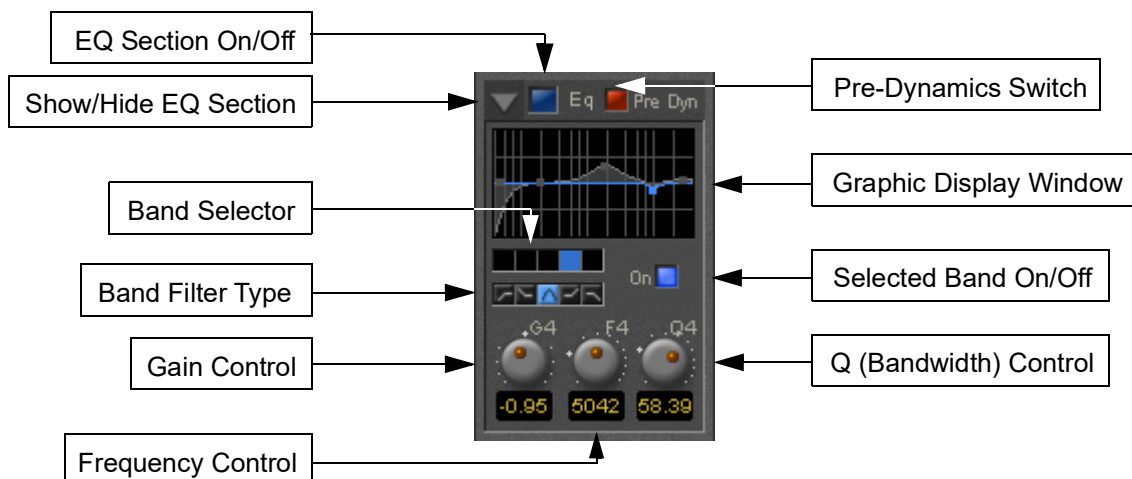 EQ Section On/Off
Show/Hide EQ Section
Pre-Dynamics Switch
Eq Pre Dyn
Graphic Display Window
Band Selector
On
Selected Band On/Off
Band Filter Type
G4 F4 Q4
Gain Control
Q (Bandwidth) Control
-0.95 5042 58.39
Frequency Control